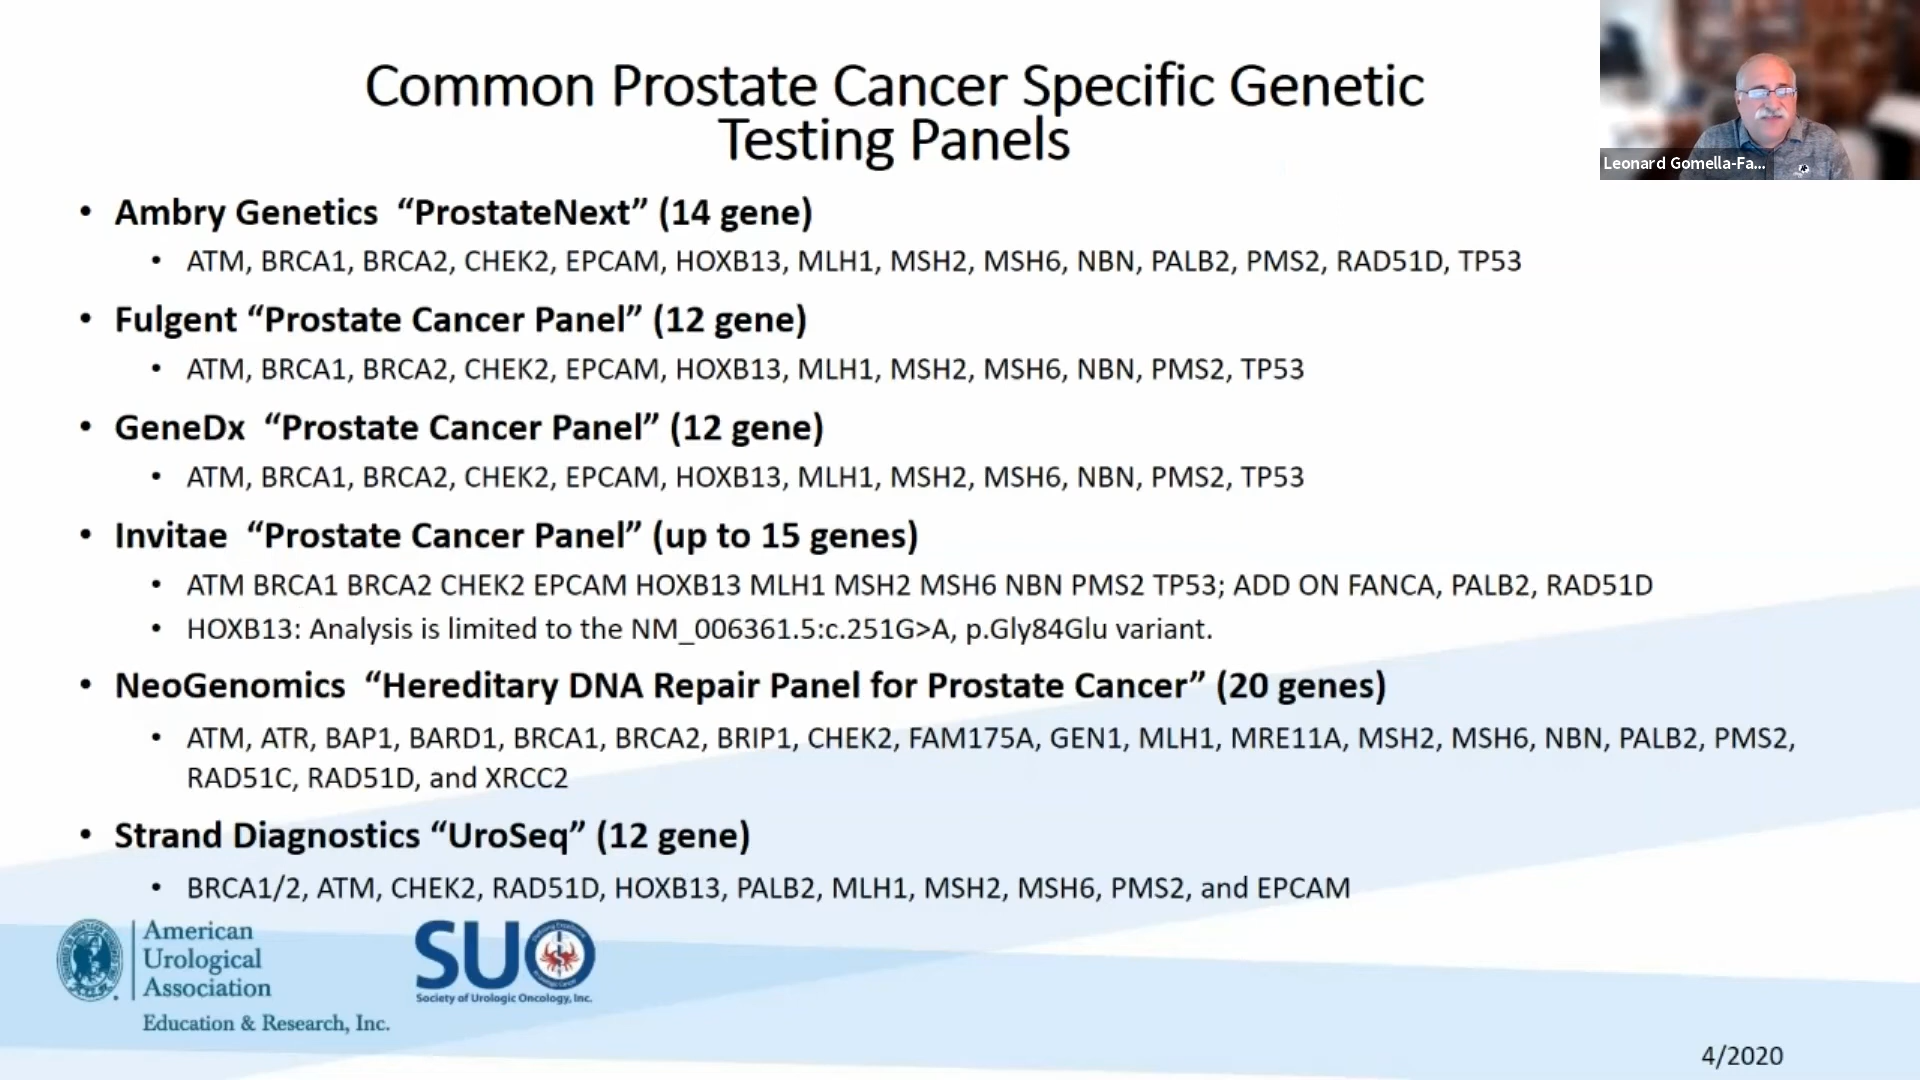 Common Prostate Cancer Specific Genetic
Testing Panels
Leonard Gomella-Fa...
• Ambry Genetics “ProstateNext” (14 gene)
• ATM, BRCA1, BRCA2, CHEK2, EPCAM, HOXB13, MLH1, MSH2, MSH6, NBN, PALB2, PMS2, RAD51D, TP53
• Fulgent “Prostate Cancer Panel” (12 gene)
• ATM, BRCA1, BRCA2, CHEK2, EPCAM, HOXB13, MLH1, MSH2, MSH6, NBN, PMS2, TP53
• GeneDx “Prostate Cancer Panel” (12 gene)
• ATM, BRCA1, BRCA2, CHEK2, EPCAM, HOXB13, MLH1, MSH2, MSH6, NBN, PMS2, TP53
• Invitae “Prostate Cancer Panel” (up to 15 genes)
• ATM BRCA1 BRCA2 CHEK2 EPCAM HOXB13 MLH1 MSH2 MSH6 NBN PMS2 TP53; ADD ON FANCA, PALB2, RAD51D
• HOXB13: Analysis is limited to the NM_006361.5:c.251G>A, p.Gly84Glu variant.
• NeoGenomics “Hereditary DNA Repair Panel for Prostate Cancer” (20 genes)
• ATM, ATR, BAP1, BARD1, BRCA1, BRCA2, BRIP1, CHEK2, FAM175A, GEN1, MLH1, MRE11A, MSH2, MSH6, NBN, PALB2, PMS2,
RAD51C, RAD51D, and XRCC2
• Strand Diagnostics “UroSeq” (12 gene)
• BRCA1/2, ATM, CHEK2, RAD51D, HOXB13, PALB2, MLH1, MSH2, MSH6, PMS2, and EPCAM
American
Urological
Association
Education & Research, Inc.
SUO
Society of Urologic Oncology, Inc.
4/2020